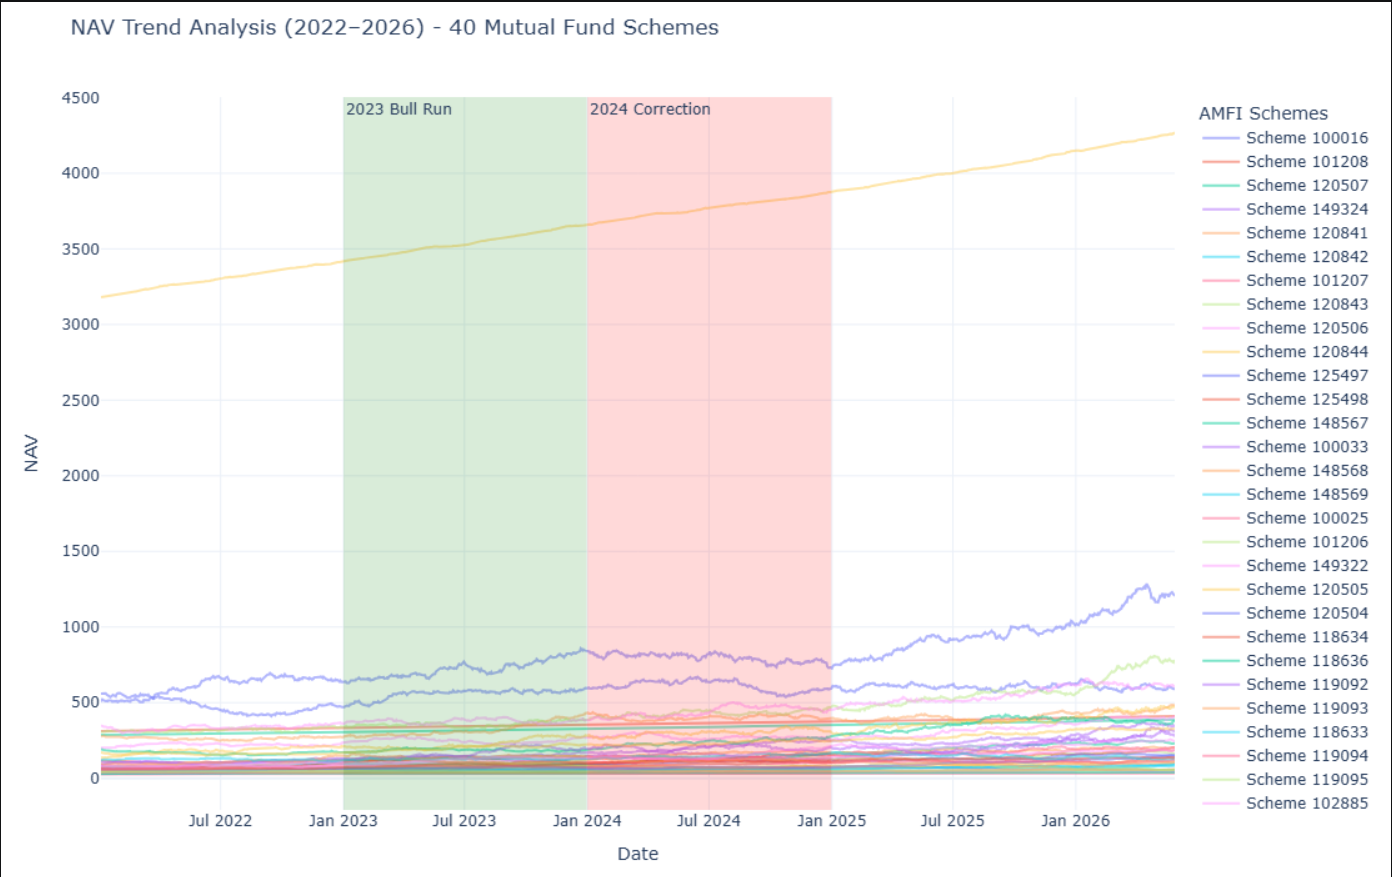 NAV Trend Analysis (2022–2026) - 40 Mutual Fund Schemes
4500
4000
3500
3000
2500
2000
1500
1000
500
0
NAV
2023 Bull Run
2024 Correction
Jul 2022
Jan 2023
Jul 2023
Jan 2024
Jul 2024
Jan 2025
Jul 2025
Jan 2026
Date
AMFI Schemes
Scheme 100016
Scheme 101208
Scheme 120507
Scheme 149324
Scheme 120841
Scheme 120842
Scheme 101207
Scheme 120843
Scheme 120506
Scheme 120844
Scheme 125497
Scheme 125498
Scheme 148567
Scheme 100033
Scheme 148568
Scheme 148569
Scheme 100025
Scheme 101206
Scheme 149322
Scheme 120505
Scheme 120504
Scheme 118634
Scheme 118636
Scheme 119092
Scheme 119093
Scheme 118633
Scheme 119094
Scheme 119095
Scheme 102885